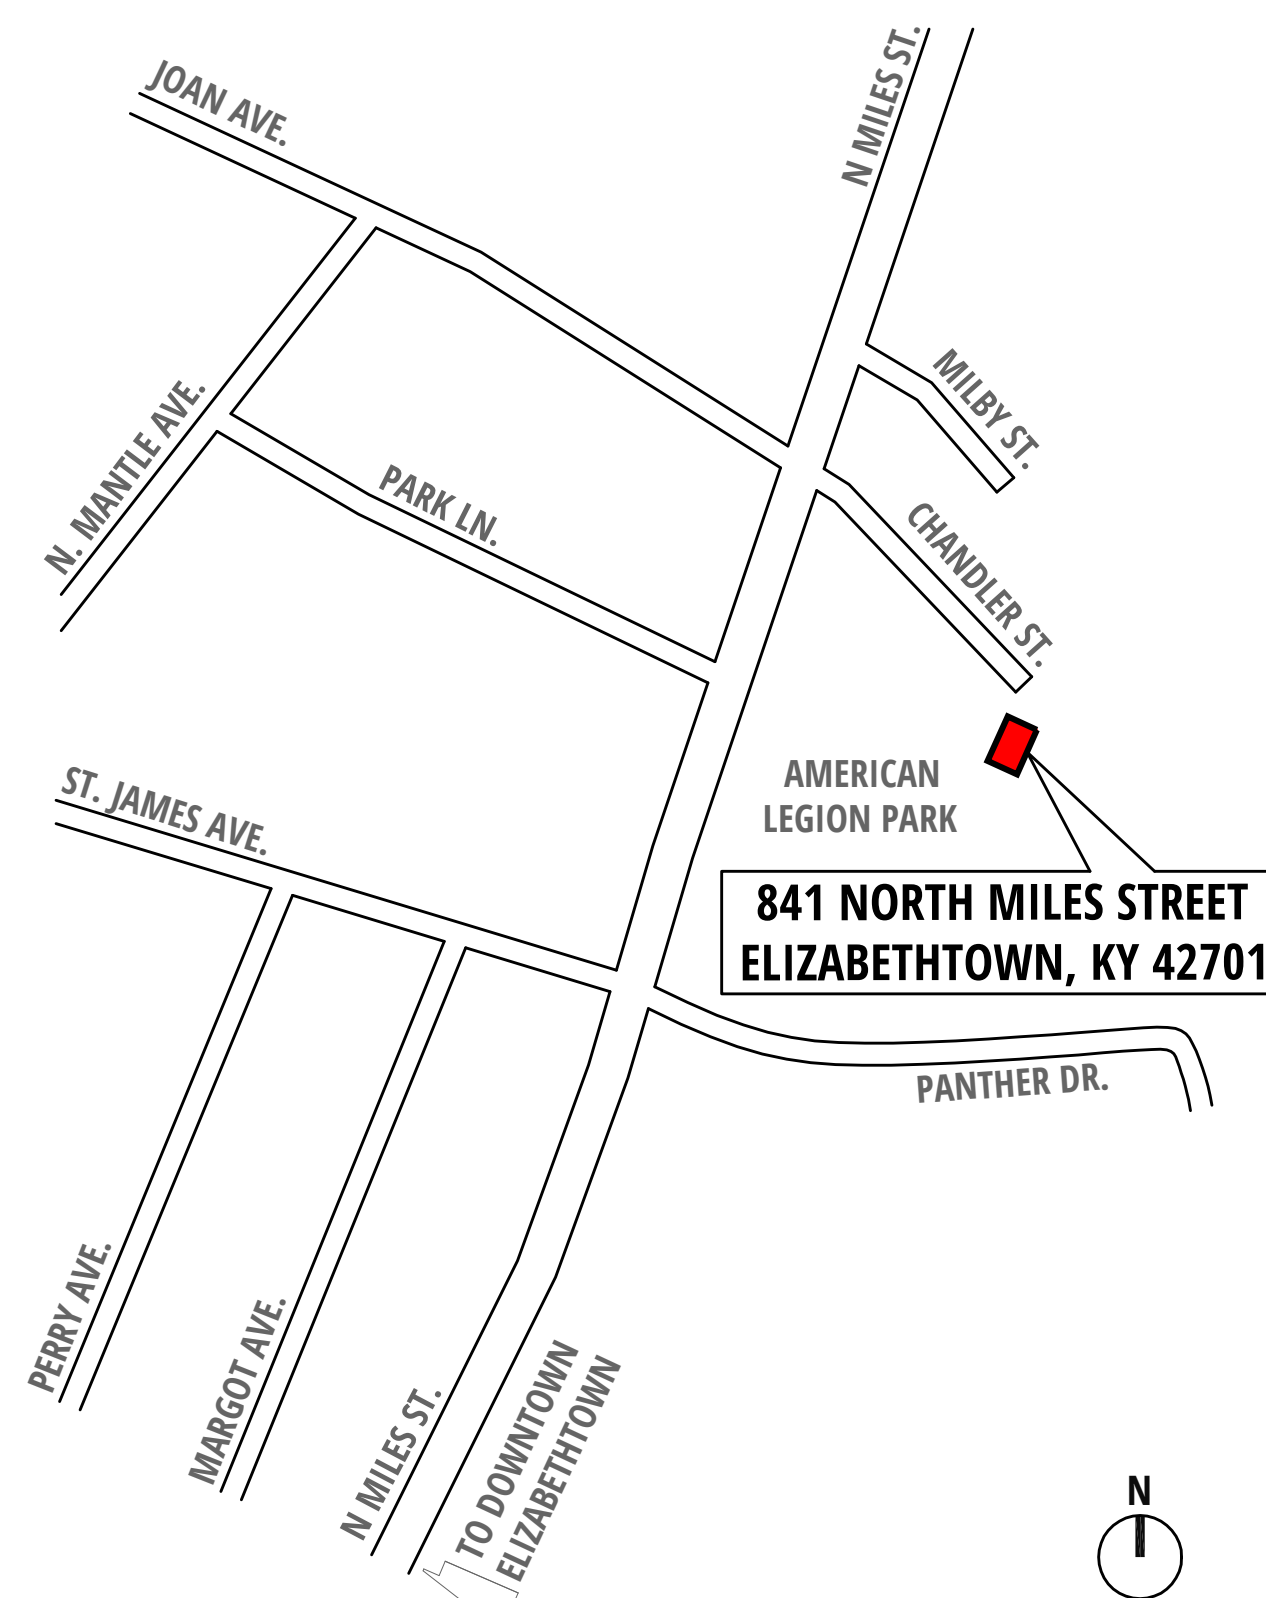 N MILES ST.
JOAN AVE.
MILBY ST.
N. MANTLE AVE.
PARK LN.
CHANDLER ST.
AMERICAN
LEGION PARK
ST. JAMES AVE.
841 NORTH MILES STREET
ELIZABETHTOWN, KY 42701
PANTHER DR.
PERRY AVE.
MARGOT AVE.
N MILES ST.
TO DOWNTOWN
ELIZABETHTOWN
N